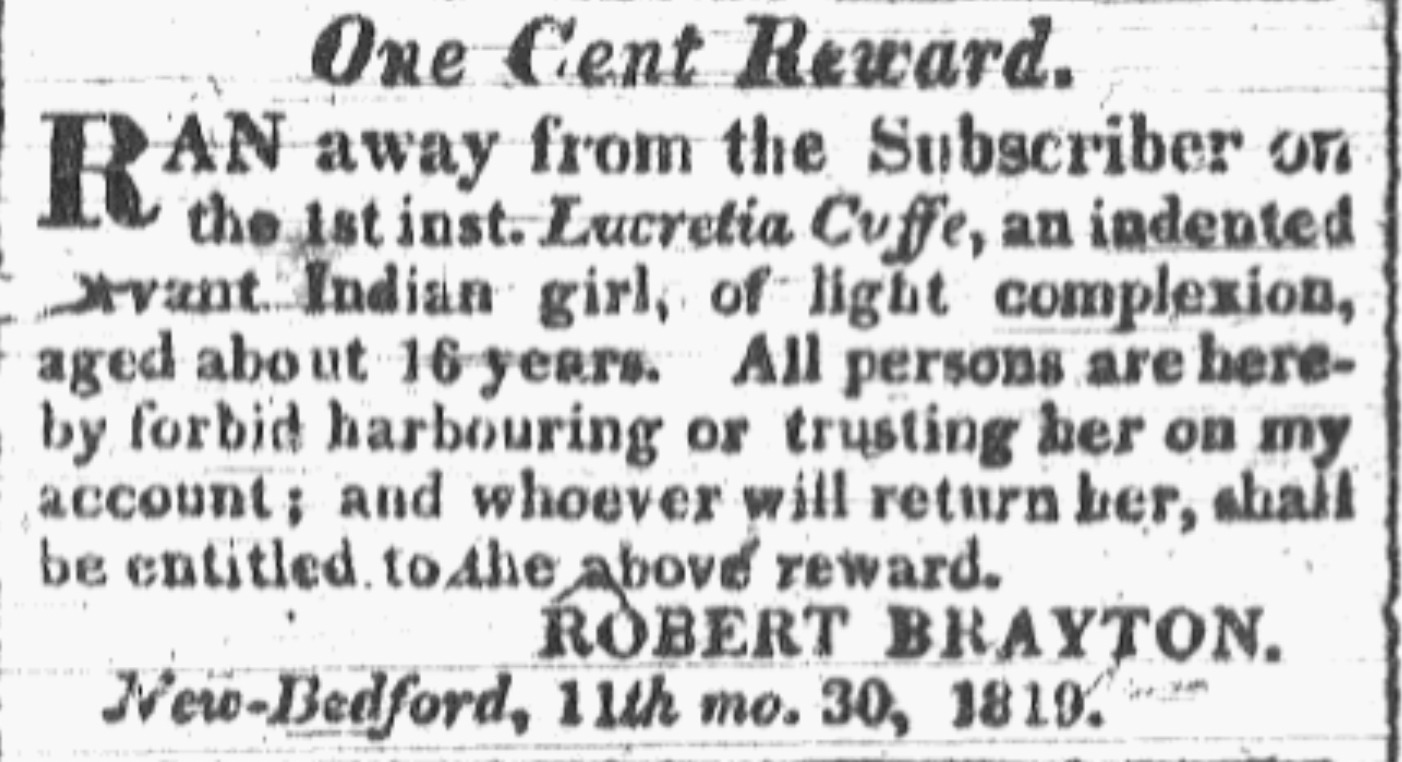 One Cent Reward.
RAN away from the Subscriber on
the 1st inst. Lucretia Cuffe, an indented
servant Indian girl, of light complexion,
aged about 16 years. All persons are here-
by forbid harbouring or trusting her on my
account; and whoever will return her, shall
be entitled to the above reward.
ROBERT BRAYTON.
New-Bedford, 11th mo. 30, 1819.